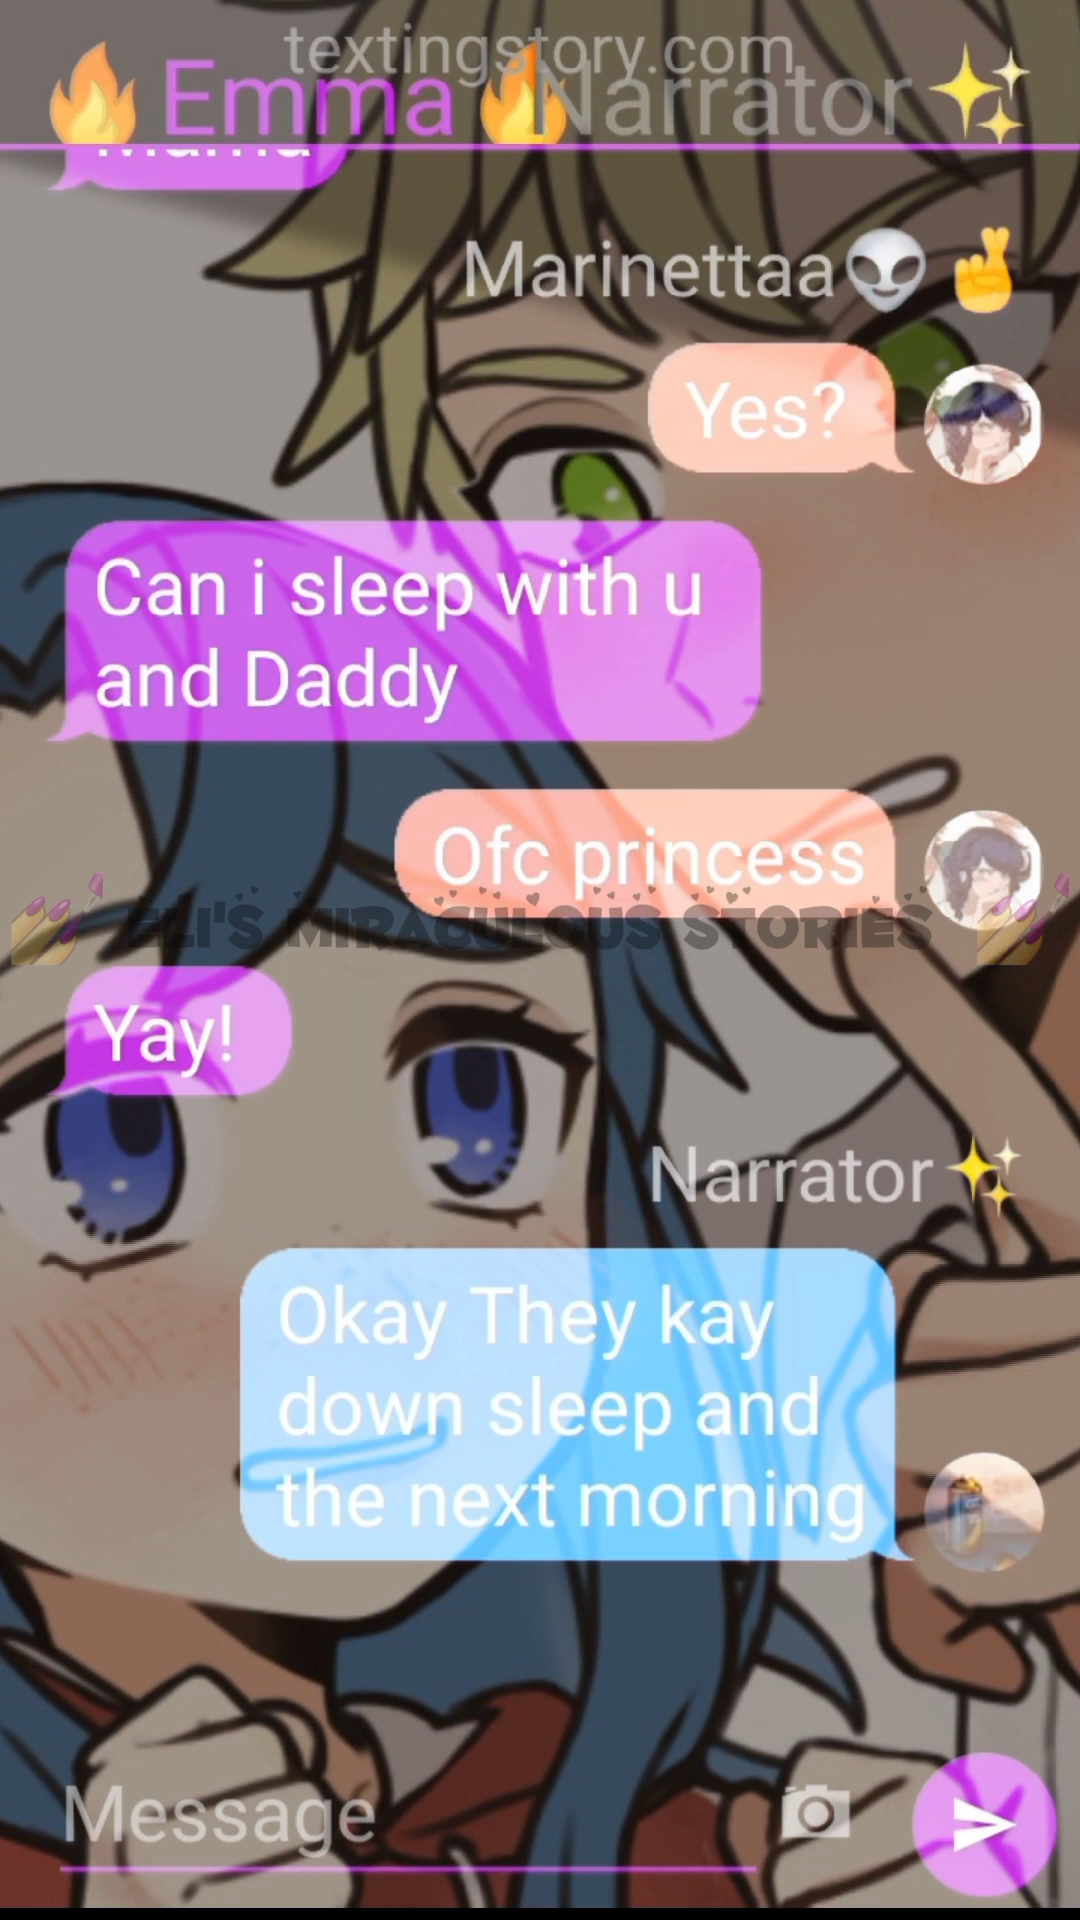 textingstory.com
🔥Emma🔥Narrator✨
Mama
Marinettaa👽🤞
Yes?
Can i sleep with u
and Daddy
Ofc princess
💅 ELI'S MIRACULOUS STORIES 💅
Yay!
Narrator✨
Okay They kay
down sleep and
the next morning
Message